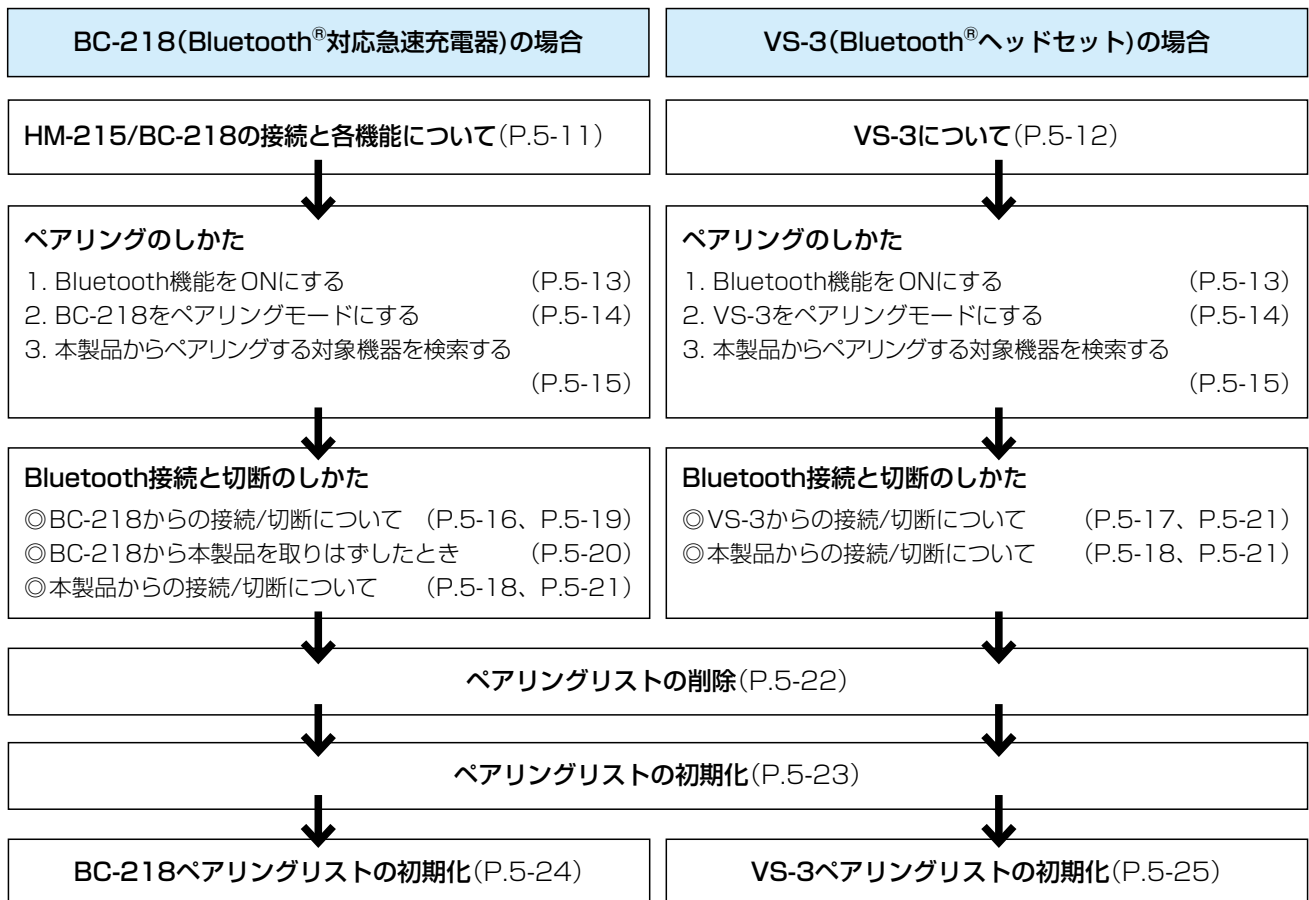 BC-218(Bluetooth®対応急速充電器)の場合
VS-3(Bluetooth®ヘッドセット)の場合
HM-215/BC-218の接続と各機能について(P.5-11)
VS-3について(P.5-12)
ペアリングのしかた
1. Bluetooth機能をONにする (P.5-13)
2. BC-218をペアリングモードにする (P.5-14)
3. 本製品からペアリングする対象機器を検索する
(P.5-15)
ペアリングのしかた
1. Bluetooth機能をONにする (P.5-13)
2. VS-3をペアリングモードにする (P.5-14)
3. 本製品からペアリングする対象機器を検索する
(P.5-15)
Bluetooth接続と切断のしかた
◎BC-218からの接続/切断について (P.5-16、P.5-19)
◎BC-218から本製品を取りはずしたとき (P.5-20)
◎本製品からの接続/切断について (P.5-18、P.5-21)
Bluetooth接続と切断のしかた
◎VS-3からの接続/切断について (P.5-17、P.5-21)
◎本製品からの接続/切断について (P.5-18、P.5-21)
ペアリングリストの削除(P.5-22)
ペアリングリストの初期化(P.5-23)
BC-218ペアリングリストの初期化(P.5-24)
VS-3ペアリングリストの初期化(P.5-25)